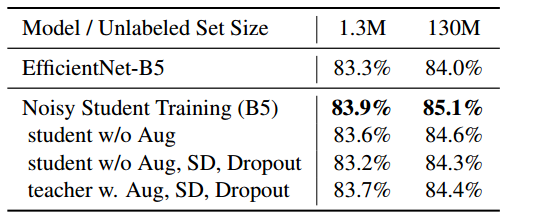 Model / Unlabeled Set Size 1.3M 130M
EfficientNet-B5 83.3% 84.0%
Noisy Student Training (B5) 83.9% 85.1%
student w/o Aug 83.6% 84.6%
student w/o Aug, SD, Dropout 83.2% 84.3%
teacher w. Aug, SD, Dropout 83.7% 84.4%